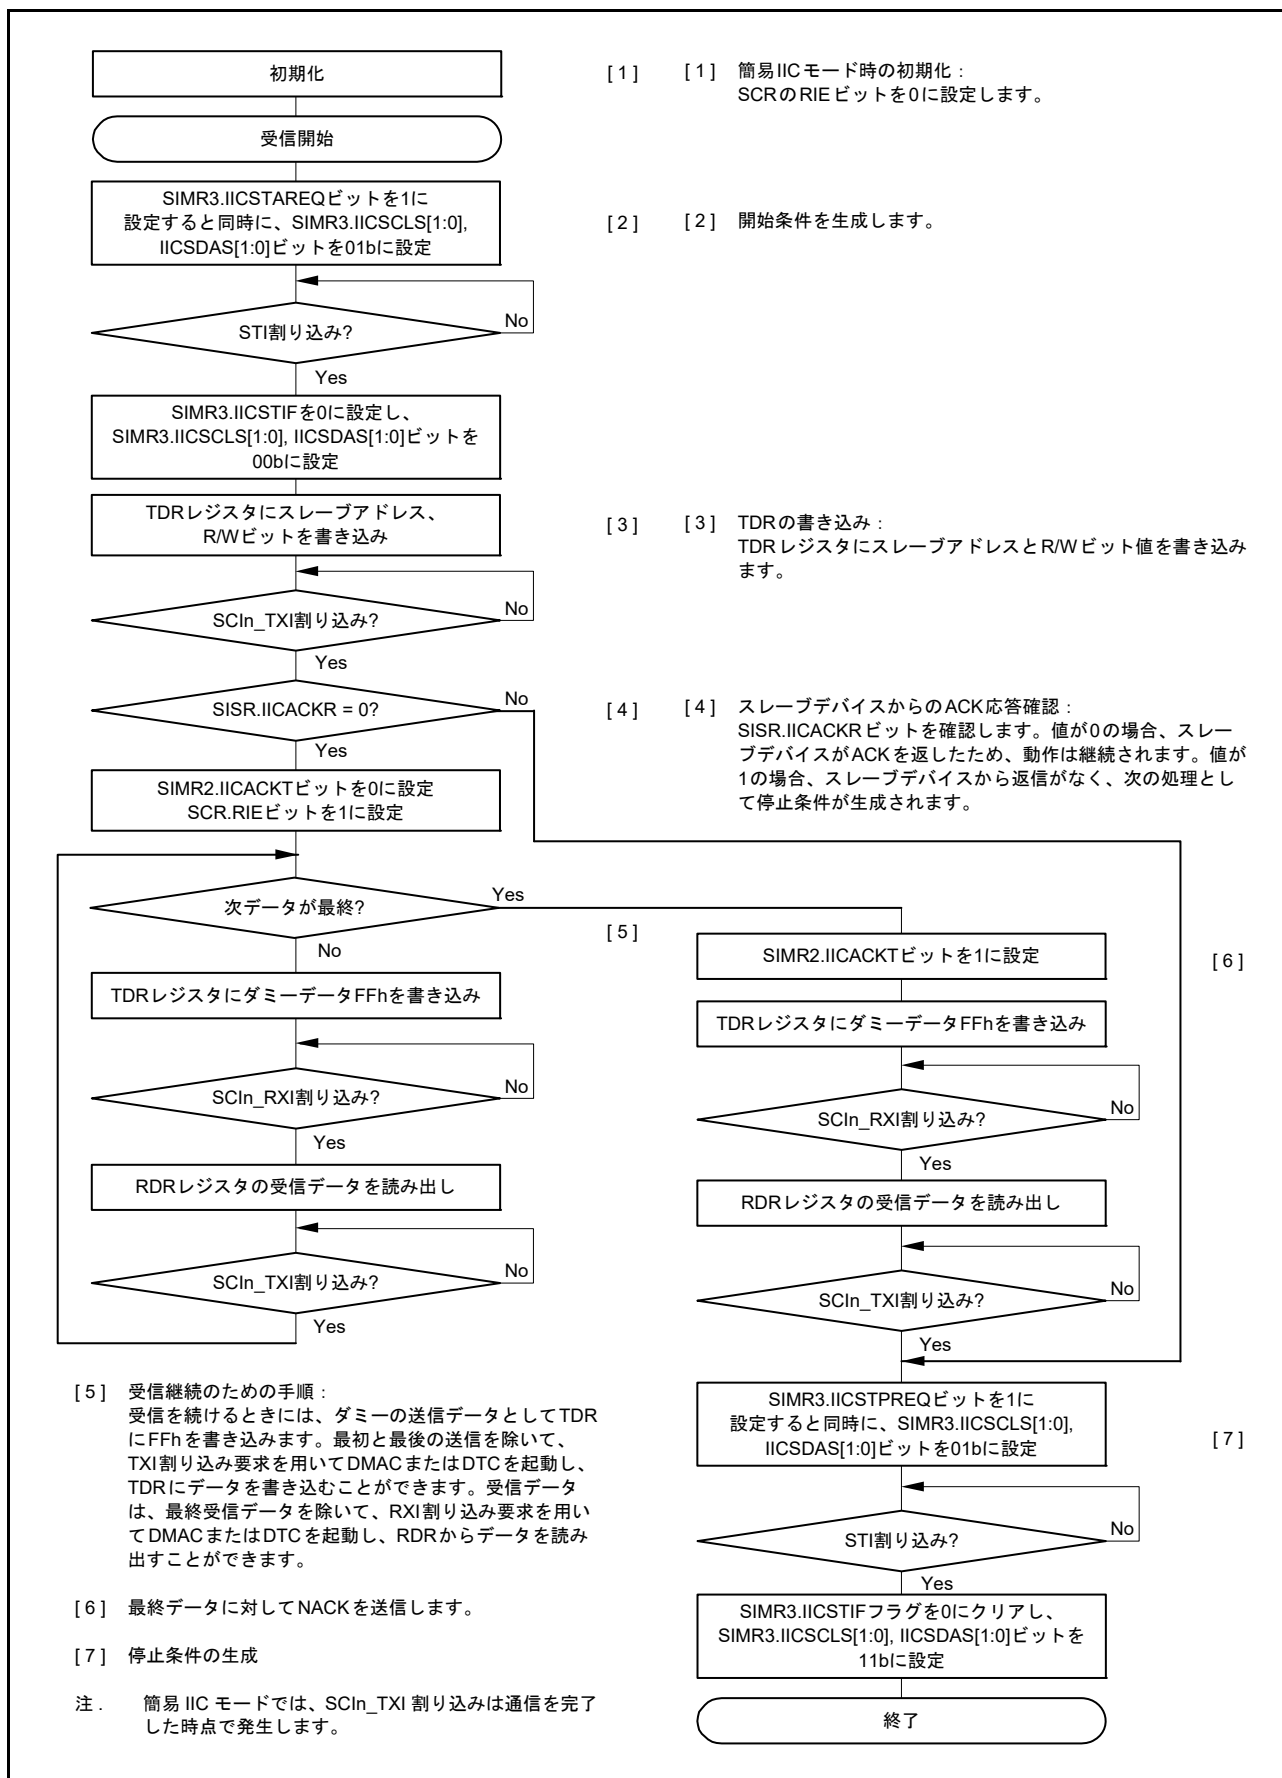 初期化
[ 1 ]
[ 1 ] 簡易IICモード時の初期化：
SCRのRIEビットを0に設定します。
受信開始
SIMR3.IICSTAREQビットを1に
設定すると同時に、SIMR3.IICSCLS[1:0],
IICSDAS[1:0]ビットを01bに設定
[ 2 ]
[ 2 ] 開始条件を生成します。
STI割り込み?
No
Yes
SIMR3.IICSTIFを0に設定し、
SIMR3.IICSCLS[1:0], IICSDAS[1:0]ビットを
00bに設定
TDRレジスタにスレーブアドレス、
R/Wビットを書き込み
[ 3 ]
[ 3 ] TDRの書き込み：
TDRレジスタにスレーブアドレスとR/Wビット値を書き込み
ます。
SCIn_TXI割り込み?
No
Yes
SISR.IICACKR = 0?
No
Yes
[ 4 ]
[ 4 ] スレーブデバイスからのACK応答確認：
SISR.IICACKRビットを確認します。値が0の場合、スレー
ブデバイスがACKを返したため、動作は継続されます。値が
1の場合、スレーブデバイスから返信がなく、次の処理とし
て停止条件が生成されます。
SIMR2.IICACKTビットを0に設定
SCR.RIEビットを1に設定
次データが最終?
Yes
No
[ 5 ]
TDRレジスタにダミーデータFFhを書き込み
SCIn_RXI割り込み?
No
Yes
RDRレジスタの受信データを読み出し
SCIn_TXI割り込み?
No
Yes
SIMR2.IICACKTビットを1に設定
[ 6 ]
TDRレジスタにダミーデータFFhを書き込み
SCIn_RXI割り込み?
No
Yes
RDRレジスタの受信データを読み出し
SCIn_TXI割り込み?
No
Yes
SIMR3.IICSTPREQビットを1に
設定すると同時に、SIMR3.IICSCLS[1:0],
IICSDAS[1:0]ビットを01bに設定
[ 7 ]
STI割り込み?
No
Yes
SIMR3.IICSTIFフラグを0にクリアし、
SIMR3.IICSCLS[1:0], IICSDAS[1:0]ビットを
11bに設定
終了
[ 5 ] 受信継続のための手順：
受信を続けるときには、ダミーの送信データとしてTDR
にFFhを書き込みます。最初と最後の送信を除いて、
TXI割り込み要求を用いてDMACまたはDTCを起動し、
TDRにデータを書き込むことができます。受信データ
は、最終受信データを除いて、RXI割り込み要求を用い
てDMACまたはDTCを起動し、RDRからデータを読み
出すことができます。
[ 6 ] 最終データに対してNACKを送信します。
[ 7 ] 停止条件の生成
注． 簡易 IIC モードでは、SCIn_TXI 割り込みは通信を完了
した時点で発生します。